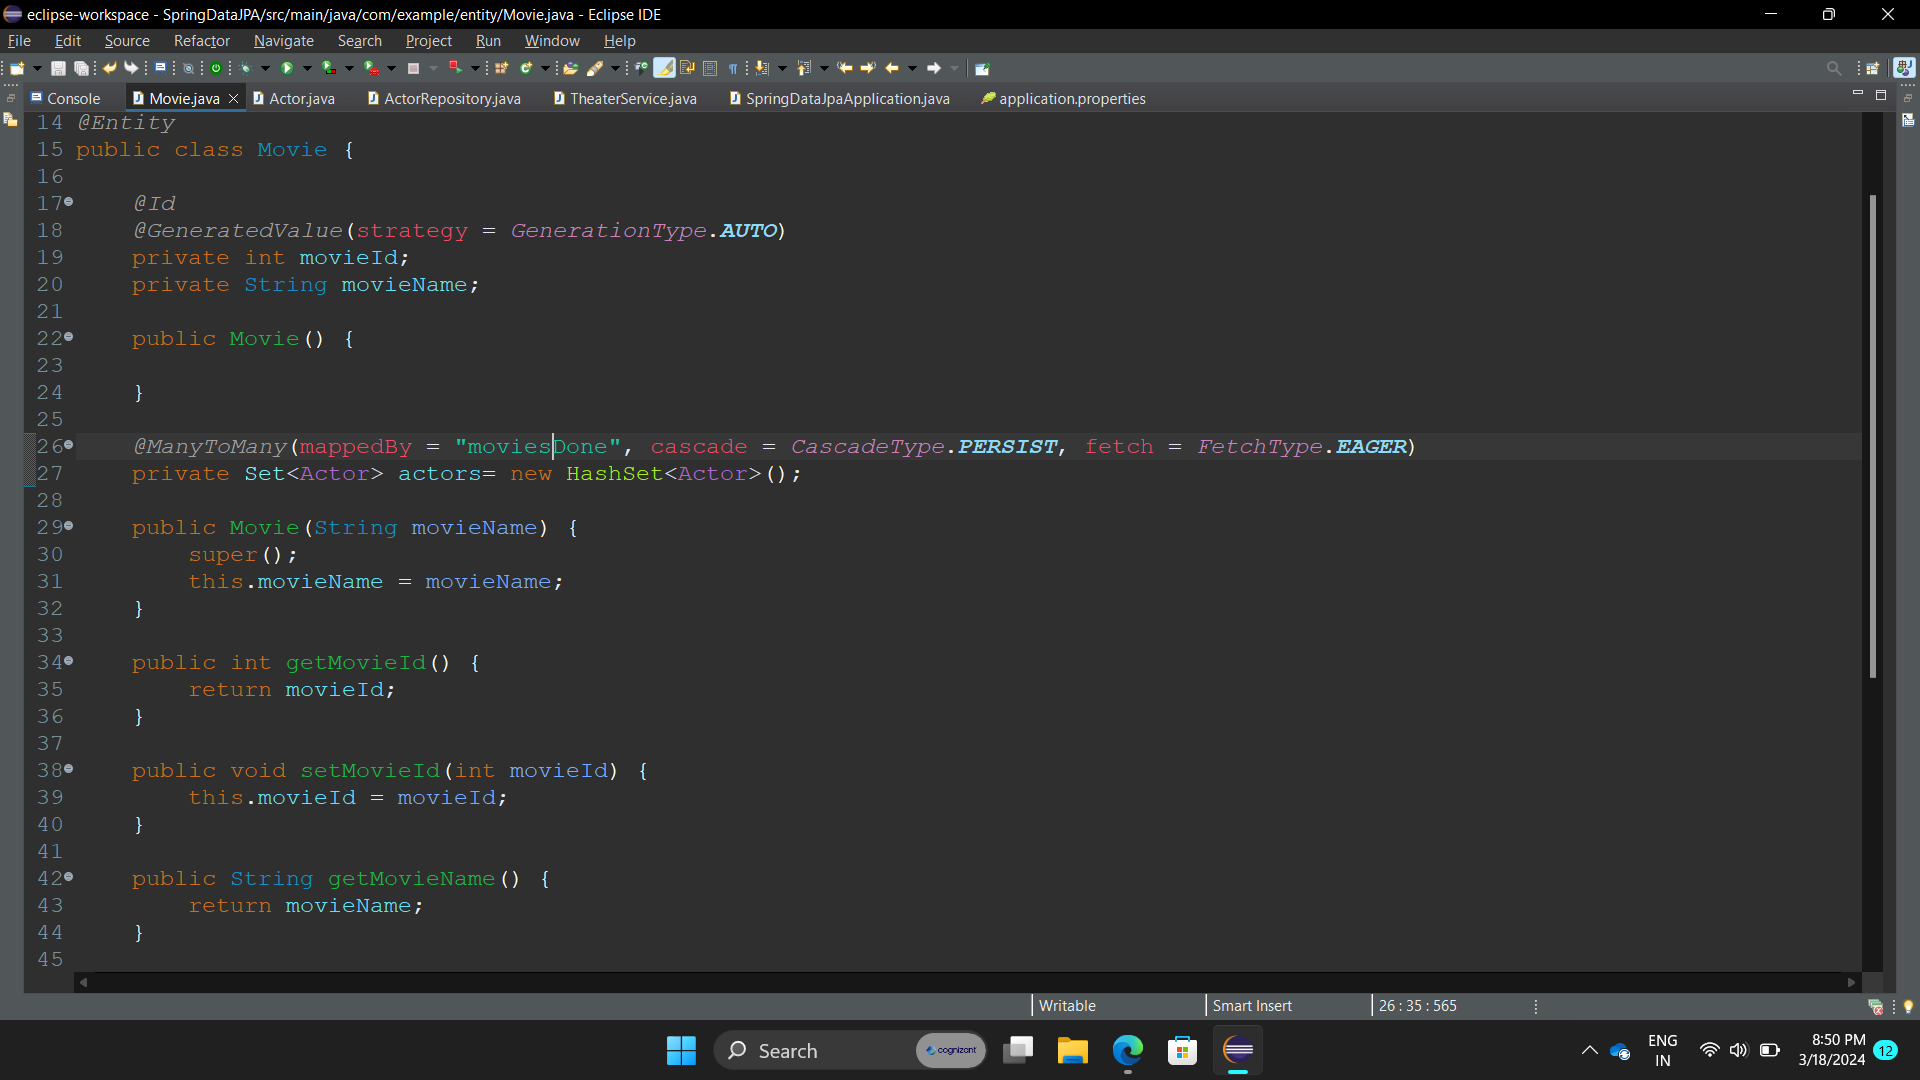 eclipse-workspace - SpringDataJPA/src/main/java/com/example/entity/Movie.java - Eclipse IDE
File Edit Source Refactor Navigate Search Project Run Window Help
Console Movie.java Actor.java ActorRepository.java TheaterService.java SpringDataJpaApplication.java application.properties
14 @Entity
15 public class Movie {
16
17 @Id
18 @GeneratedValue(strategy = GenerationType.AUTO)
19 private int movieId;
20 private String movieName;
21
22 public Movie() {
23
24 }
25
26 @ManyToMany(mappedBy = "moviesDone", cascade = CascadeType.PERSIST, fetch = FetchType.EAGER)
27 private Set<Actor> actors= new HashSet<Actor>();
28
29 public Movie(String movieName) {
30 super();
31 this.movieName = movieName;
32 }
33
34 public int getMovieId() {
35 return movieId;
36 }
37
38 public void setMovieId(int movieId) {
39 this.movieId = movieId;
40 }
41
42 public String getMovieName() {
43 return movieName;
44 }
45
Writable Smart Insert 26 : 35 : 565
Search cognizant
ENG
IN
8:50 PM
3/18/2024
12